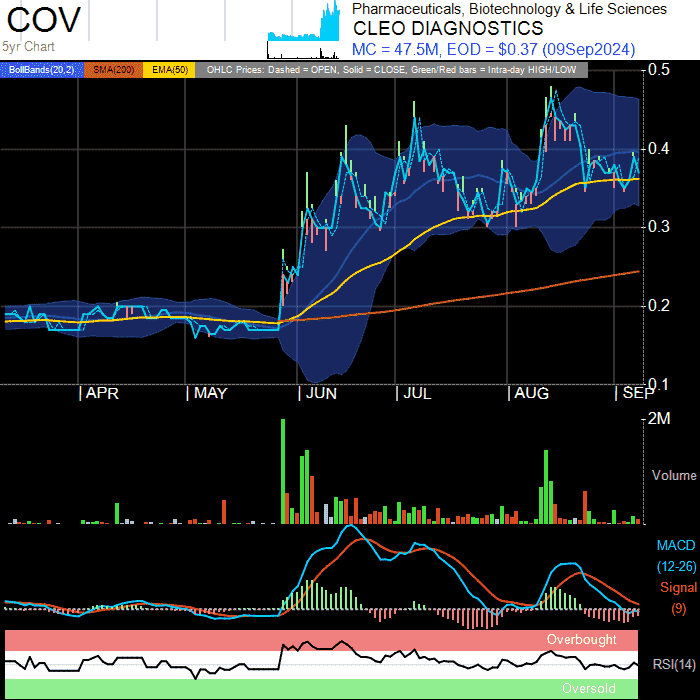 COV
5yr Chart
Pharmaceuticals, Biotechnology & Life Sciences
CLEO DIAGNOSTICS
MC = 47.5M, EOD = $0.37 (09Sep2024)
BollBands(20,2) SMA(200) EMA(50) OHLC Prices: Dashed = OPEN, Solid = CLOSE, Green/Red bars = Intra-day HIGH/LOW
0.5
0.4
0.3
0.2
0.1
| APR | MAY | JUN | JUL | AUG | SEP
2M
Volume
MACD
(12-26)
Signal
(9)
Overbought
RSI(14)
Oversold